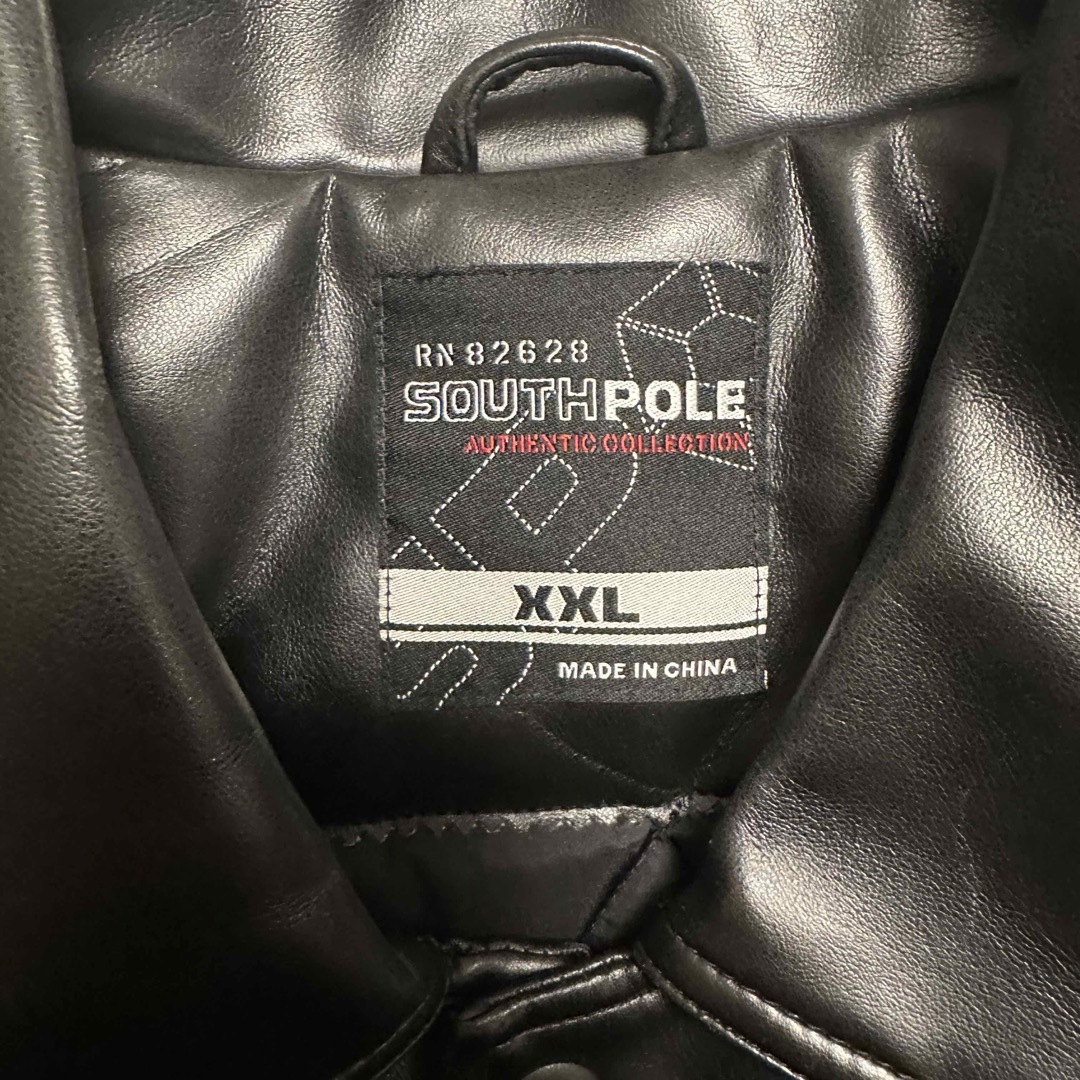 RN 82628
SOUTHPOLE
AUTHENTIC COLLECTION
XXL
MADE IN CHINA